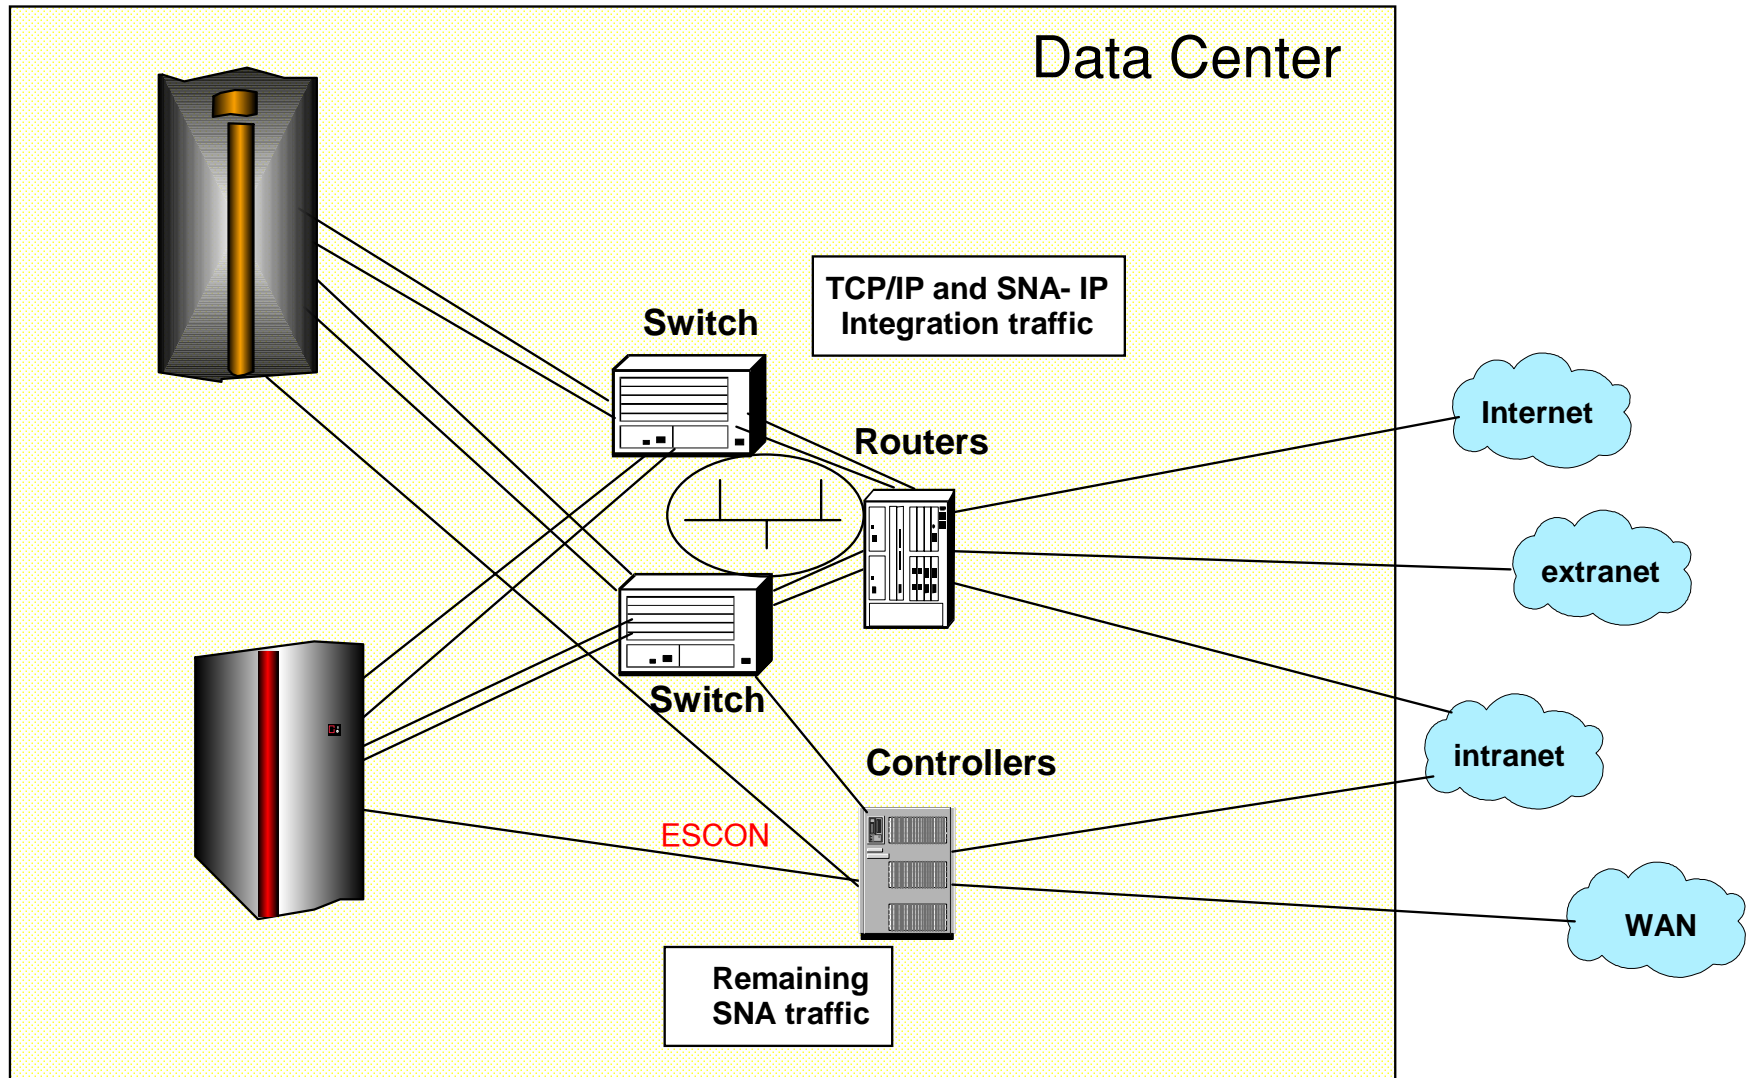 Data Center
TCP/IP and SNA- IP
Integration traffic
Switch
Internet
Routers
extranet
Switch
intranet
Controllers
ESCON
WAN
Remaining
SNA traffic